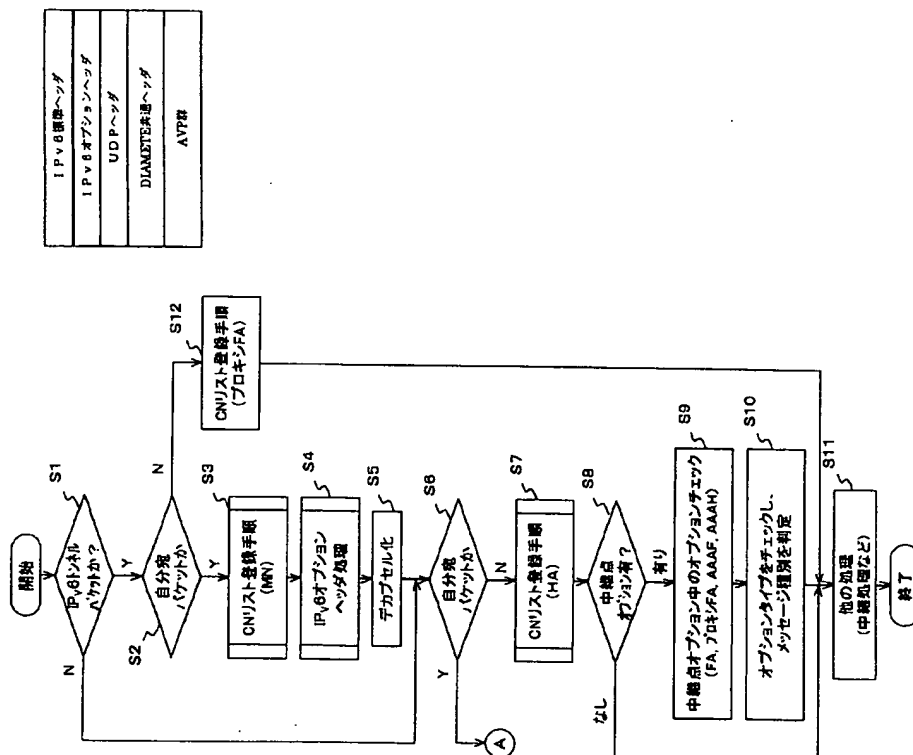 開始
IPv6トンネル
パケットか?
S1
N
Y
自分宛
パケットか
S2
N
Y
CNリスト登録手順
(プロキシFA)
S12
CNリスト登録手順
(MN)
S3
IPv6オプション
ヘッダ処理
S4
デカプセル化
S5
自分宛
パケットか
S6
Y
N
A
CNリスト登録手順
(HA)
S7
中継点
オプション有?
S8
なし
有り
中継点オプション中のオプションチェック
(FA, プロキシFA, AAAF, AAAH)
S9
オプションタイプをチェックし、
メッセージ種別を判定
S10
他の処理
(中継処理など)
S11
終了
IPv6標準ヘッダ
IPv6オプションヘッダ
UDPヘッダ
DIAMETE共通ヘッダ
AVP群